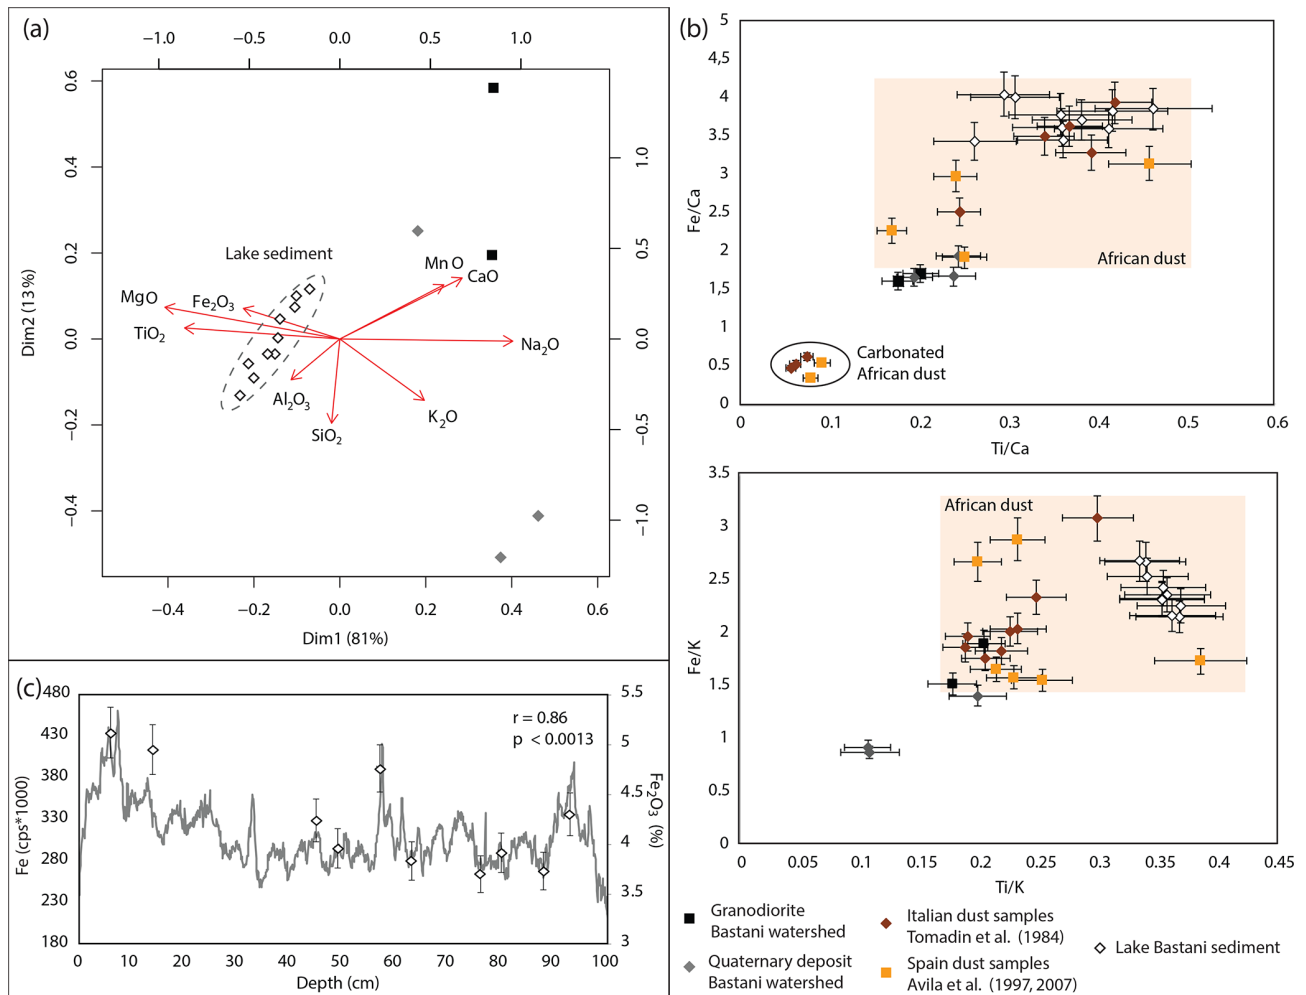 (a)
−1.0
−0.5
0.0
0.5
1.0
0.6
0.4
0.2
0.0
−0.2
−0.4
Dim2 (13%)
1.0
0.5
0.0
−0.5
−1.0
Lake sediment
MnO
CaO
MgO
Fe2O3
TiO2
Na2O
Al2O3
K2O
SiO2
−0.4
−0.2
0.0
0.2
0.4
0.6
Dim1 (81%)
(b)
5
4,5
4
3.5
3
2.5
2
1.5
1
0.5
0
Fe/Ca
African dust
Carbonated
African dust
0
0.1
0.2
0.3
0.4
0.5
0.6
Ti/Ca
3.5
3
2.5
2
1.5
1
0.5
0
Fe/K
African dust
0
0.1
0.2
0.25
0.3
0.35
0.45
Ti/K
(c)
480
430
380
330
280
230
180
Fe (cps*1000)
r = 0.86
p < 0.0013
5.5
5
4.5
4
3.5
3
Fe2O3 (%)
0
10
20
30
40
50
60
70
80
90
100
Depth (cm)
Granodiorite
Bastani watershed
Quaternary deposit
Bastani watershed
Italian dust samples
Tomadin et al. (1984)
Spain dust samples
Avila et al. (1997, 2007)
Lake Bastani sediment